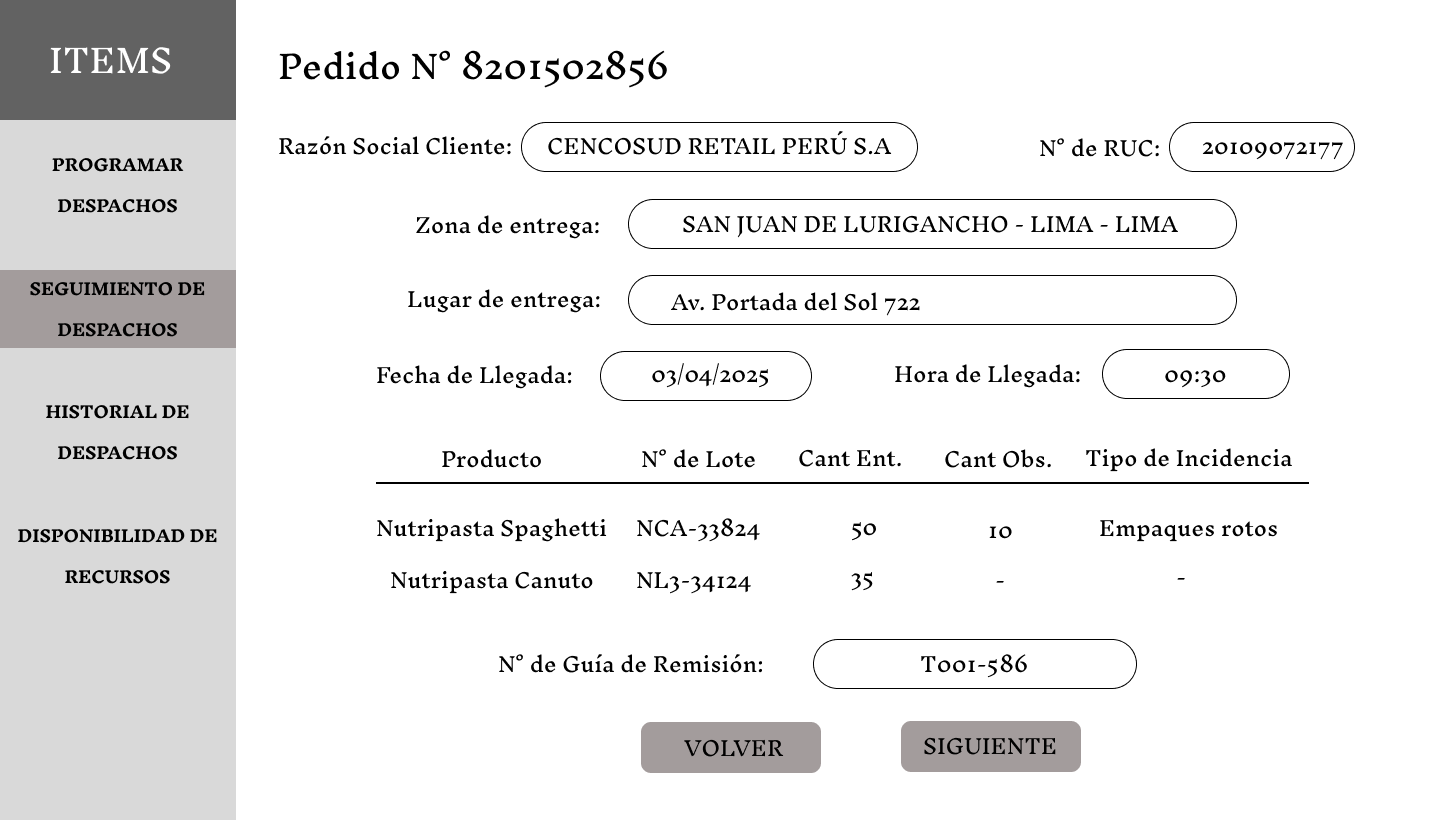 ITEMS
PROGRAMAR
DESPACHOS
SEGUIMIENTO DE
DESPACHOS
HISTORIAL DE
DESPACHOS
DISPONIBILIDAD DE
RECURSOS
Pedido N° 8201502856
Razón Social Cliente: CENCOSUD RETAIL PERÚ S.A N° de RUC: 20109072177
Zona de entrega: SAN JUAN DE LURIGANCHO - LIMA - LIMA
Lugar de entrega: Av. Portada del Sol 722
Fecha de Llegada: 03/04/2025 Hora de Llegada: 09:30
Producto N° de Lote Cant Ent. Cant Obs. Tipo de Incidencia
Nutripasta Spaghetti NCA-33824 50 10 Empaques rotos
Nutripasta Canuto NL3-34124 35 - -
N° de Guía de Remisión: T001-586
VOLVER SIGUIENTE